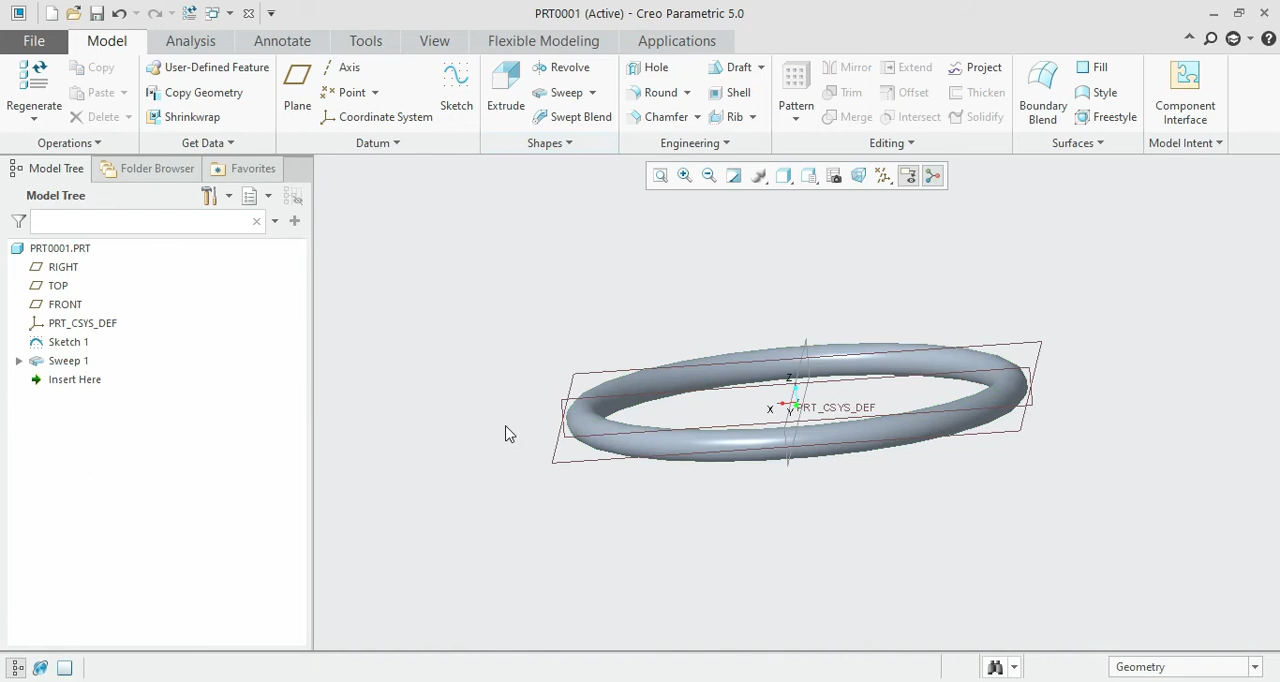 PRT0001 (Active) - Creo Parametric 5.0
File Model Analysis Annotate Tools View Flexible Modeling Applications
Regenerate
Copy
Paste
Delete
Operations
User-Defined Feature
Copy Geometry
Shrinkwrap
Get Data
Plane
Axis
Point
Coordinate System
Sketch
Datum
Extrude
Revolve
Sweep
Swept Blend
Shapes
Hole
Draft
Round
Shell
Chamfer
Rib
Engineering
Pattern
Mirror
Extend
Project
Trim
Offset
Thicken
Merge
Intersect
Solidify
Editing
Boundary
Blend
Fill
Style
Freestyle
Surfaces
Component
Interface
Model Intent
Model Tree Folder Browser Favorites
Model Tree
PRT0001.PRT
RIGHT
TOP
FRONT
PRT_CSYS_DEF
Sketch 1
Sweep 1
Insert Here
Z
X
Y
PRT_CSYS_DEF
Geometry